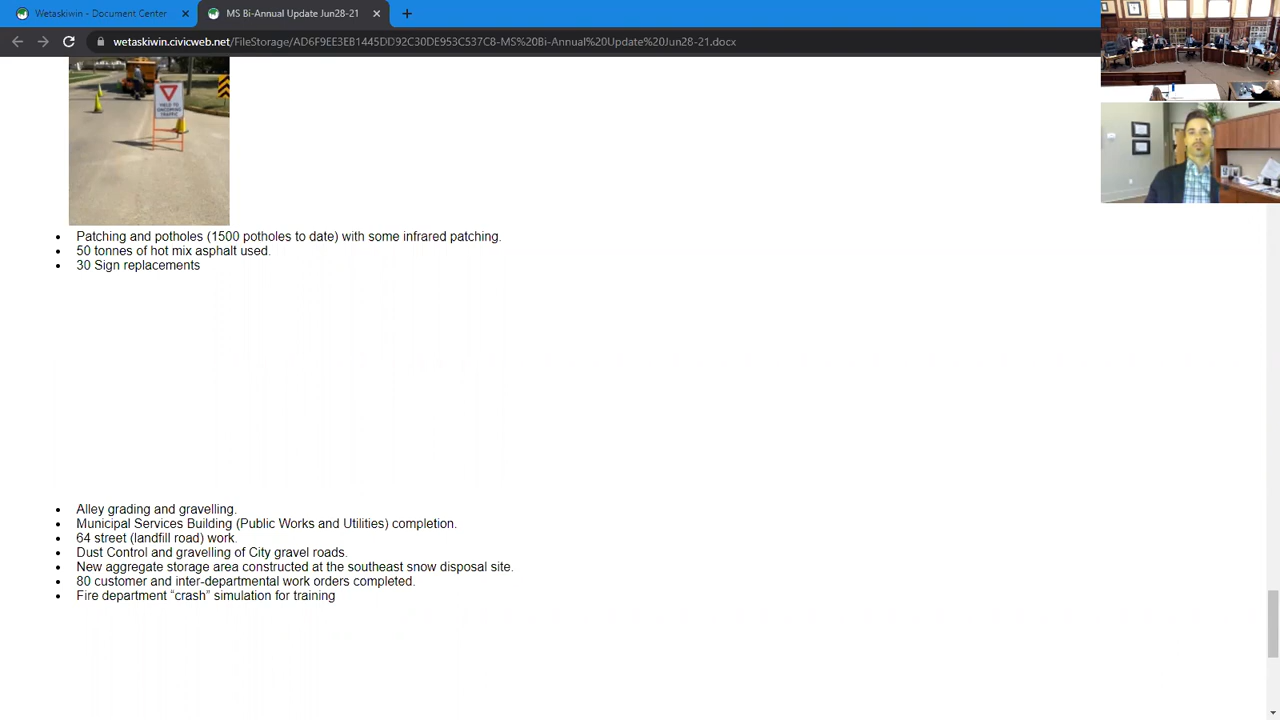 Wetaskiwin - Document Center
MS Bi-Annual Update Jun28-21
wetaskiwin.civicweb.net/FileStorage/AD6F9EE3EB1445DD92C30DE953C537C8-MS%20Bi-Annual%20Update%20Jun28-21.docx
YIELD TO
ONCOMING
TRAFFIC
• Patching and potholes (1500 potholes to date) with some infrared patching.
• 50 tonnes of hot mix asphalt used.
• 30 Sign replacements
• Alley grading and gravelling.
• Municipal Services Building (Public Works and Utilities) completion.
• 64 street (landfill road) work.
• Dust Control and gravelling of City gravel roads.
• New aggregate storage area constructed at the southeast snow disposal site.
• 80 customer and inter-departmental work orders completed.
• Fire department “crash” simulation for training